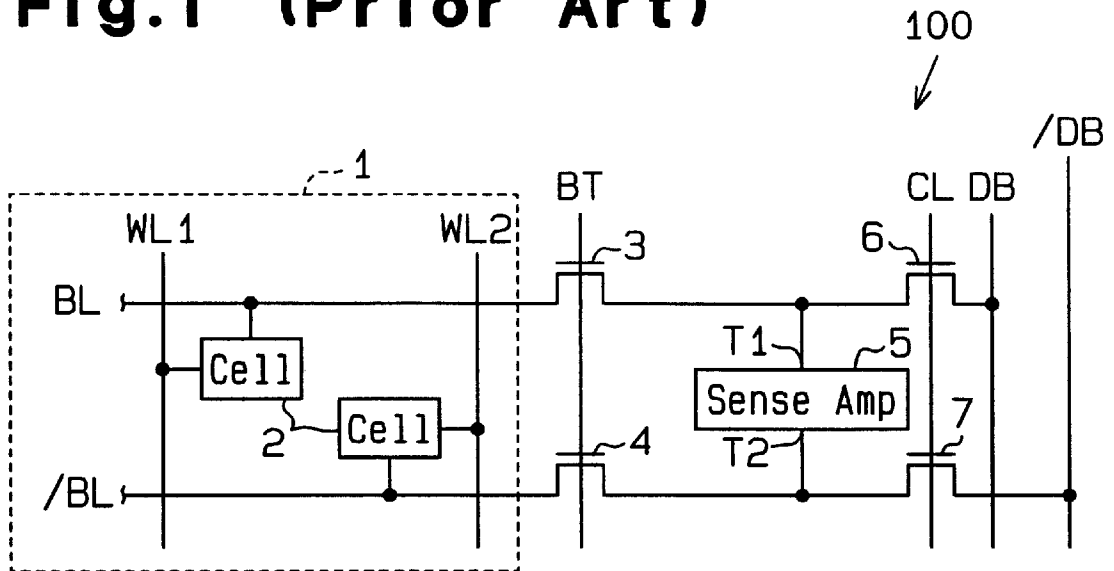 Fig.1 (Prior Art)
100
/DB
1
BT
CL DB
WL1
WL2
3
6
BL
T1
5
Cell
Sense Amp
2
Cell
4
T2
7
/BL